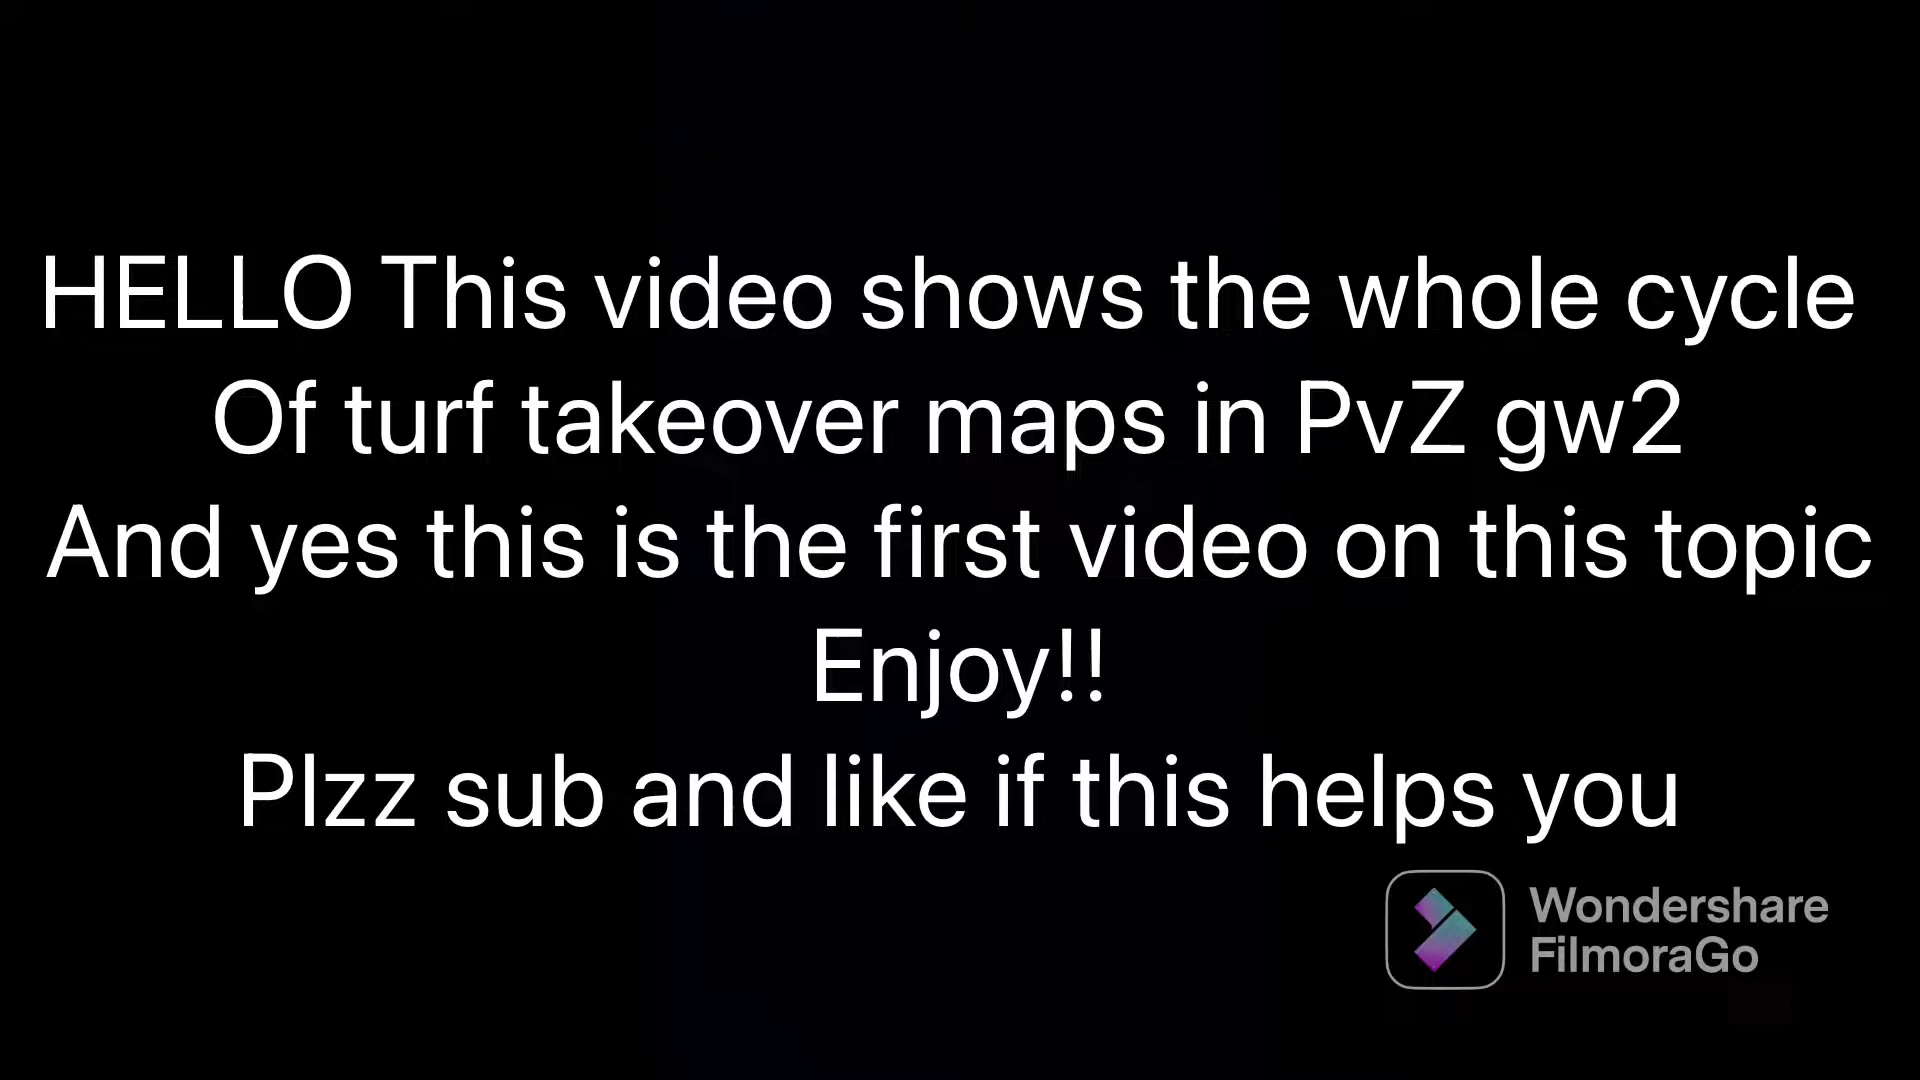 HELLO This video shows the whole cycle
Of turf takeover maps in PvZ gw2
And yes this is the first video on this topic
Enjoy!!
Plzz sub and like if this helps you
Wondershare
FilmoraGo